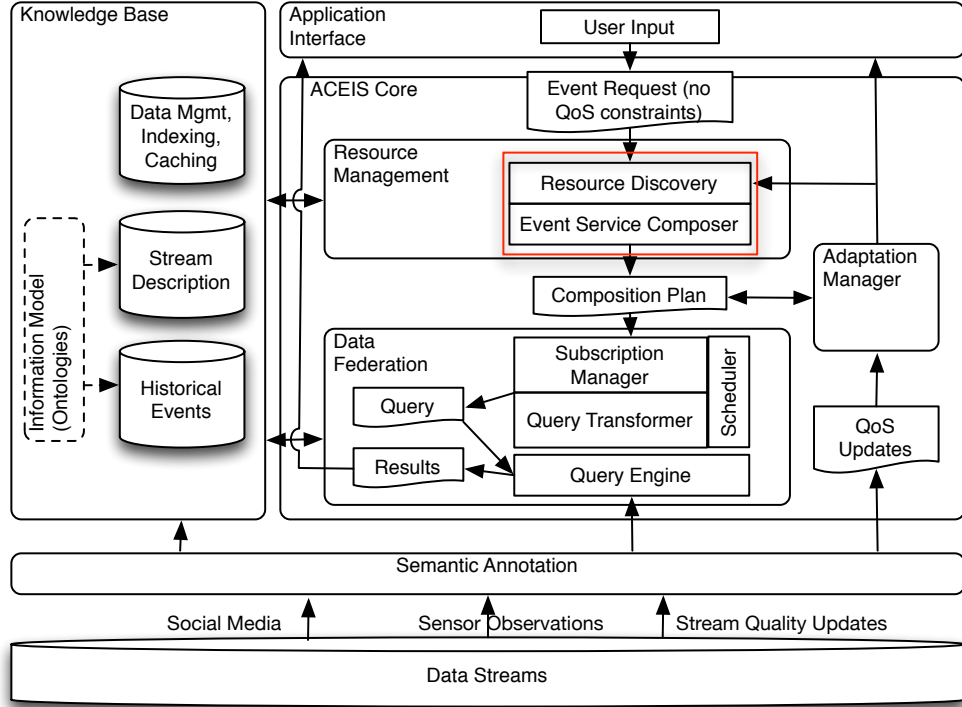 Knowledge Base
Data Mgmt,
Indexing,
Caching
Stream
Description
Historical
Events
Information Model
(Ontologies)
Application
Interface
User Input
ACEIS Core
Event Request (no
QoS constraints)
Resource
Management
Resource Discovery
Event Service Composer
Composition Plan
Adaptation
Manager
Data
Federation
Subscription
Manager
Scheduler
Query
Query Transformer
Results
Query Engine
QoS
Updates
Semantic Annotation
Social Media
Sensor Observations
Stream Quality Updates
Data Streams